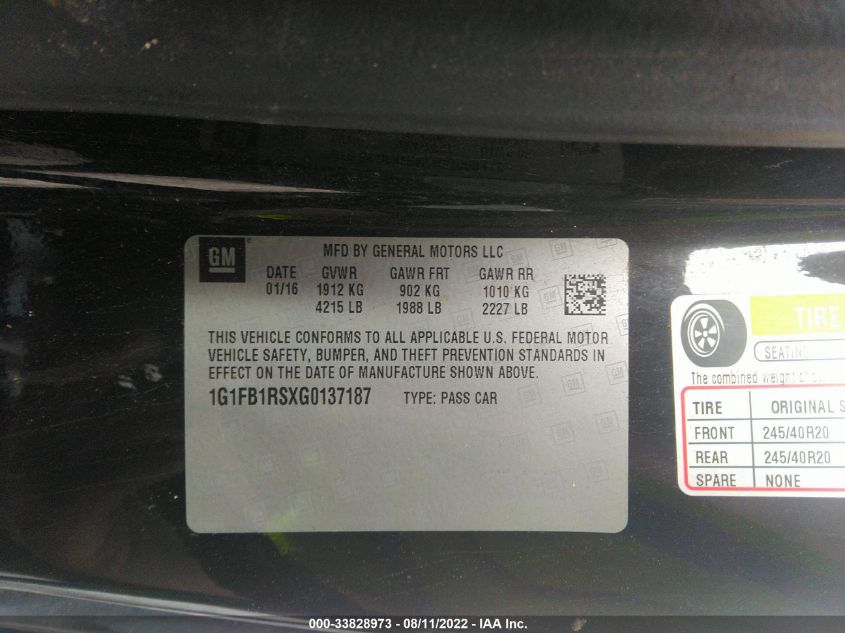 GM
MFD BY GENERAL MOTORS LLC
DATE GVWR GAWR FRT GAWR RR
01/16 1912 KG 902 KG 1010 KG
4215 LB 1988 LB 2227 LB
THIS VEHICLE CONFORMS TO ALL APPLICABLE U.S. FEDERAL MOTOR
VEHICLE SAFETY, BUMPER, AND THEFT PREVENTION STANDARDS IN
EFFECT ON THE DATE OF MANUFACTURE SHOWN ABOVE.
1G1FB1RSXG0137187 TYPE: PASS CAR
TIRE
SEATING
The combined weight of
TIRE ORIGINAL S
FRONT 245/40R20
REAR 245/40R20
SPARE NONE
000-33828973 - 08/11/2022 - IAA Inc.